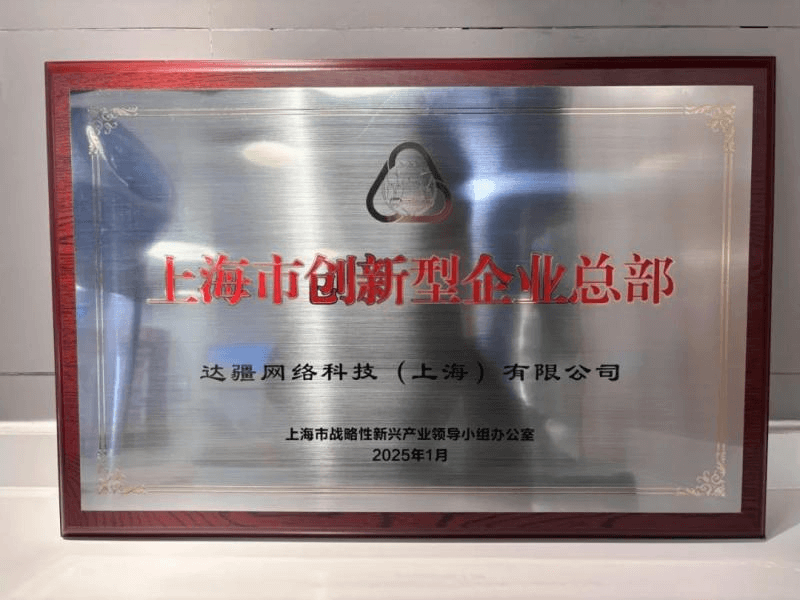 上海市创新型企业总部
达疆网络科技（上海）有限公司
上海市战略性新兴产业领导小组办公室
2025年1月